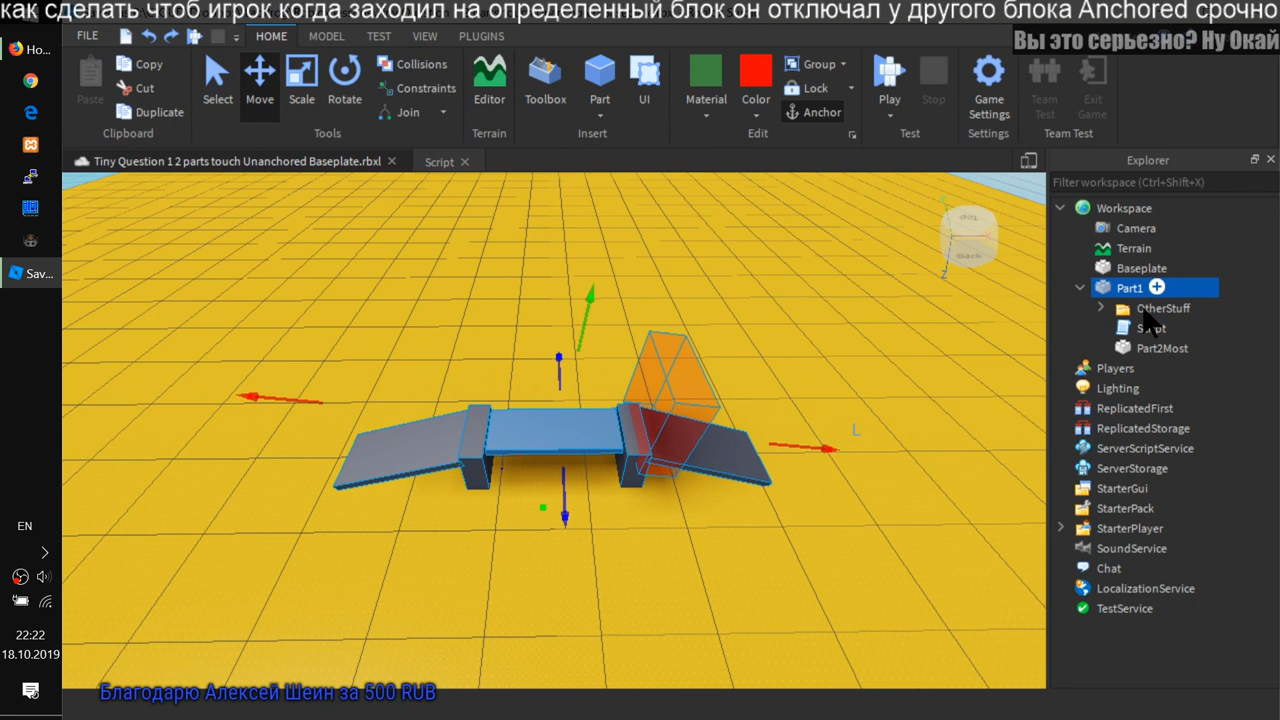 как сделать чтоб игрок когда заходил на определенный блок он отключал у другого блока Anchored срочно
Вы это серьезно? Ну Окай
FILE HOME MODEL TEST VIEW PLUGINS
Ho...
Sav...
EN
22:22
18.10.2019
Paste
Copy
Cut
Duplicate
Clipboard
Select
Move
Scale
Rotate
Collisions
Constraints
Join
Tools
Editor
Terrain
Toolbox
Part
UI
Insert
Material
Color
Group
Lock
Anchor
Edit
Play
Stop
Test
Game Settings
Settings
Team Test
Exit Game
Team Test
Tiny Question 1 2 parts touch Unanchored Baseplate.rbxl
Script
Explorer
Filter workspace (Ctrl+Shift+X)
Workspace
Camera
Terrain
Baseplate
Part1
OtherStuff
Part2Most
Players
Lighting
ReplicatedFirst
ReplicatedStorage
ServerScriptService
ServerStorage
StarterGui
StarterPack
StarterPlayer
SoundService
Chat
LocalizationService
TestService
L
Благодарю Алексей Шеин за 500 RUB